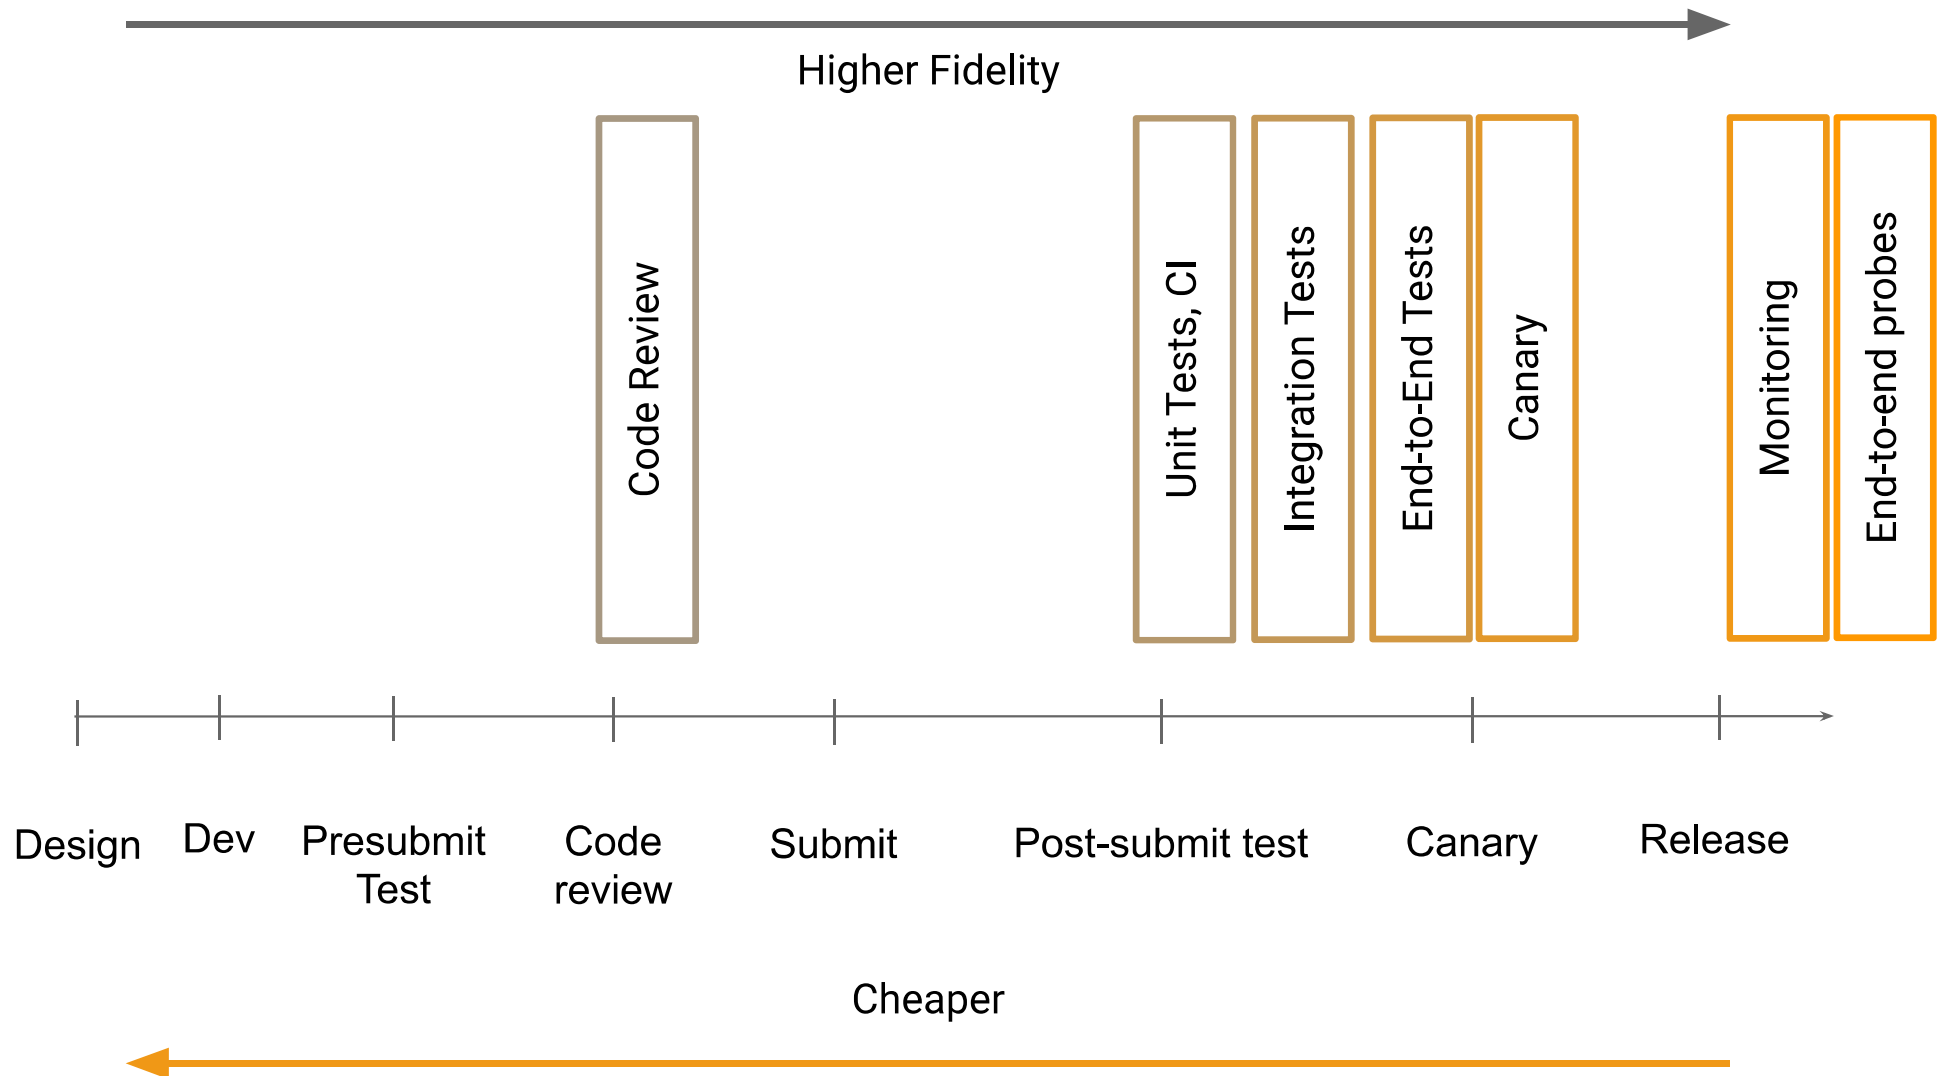 Higher Fidelity
Code Review
Unit Tests, CI
Integration Tests
End-to-End Tests
Canary
Monitoring
End-to-end probes
Design
Dev
Presubmit
Test
Code
review
Submit
Post-submit test
Canary
Release
Cheaper